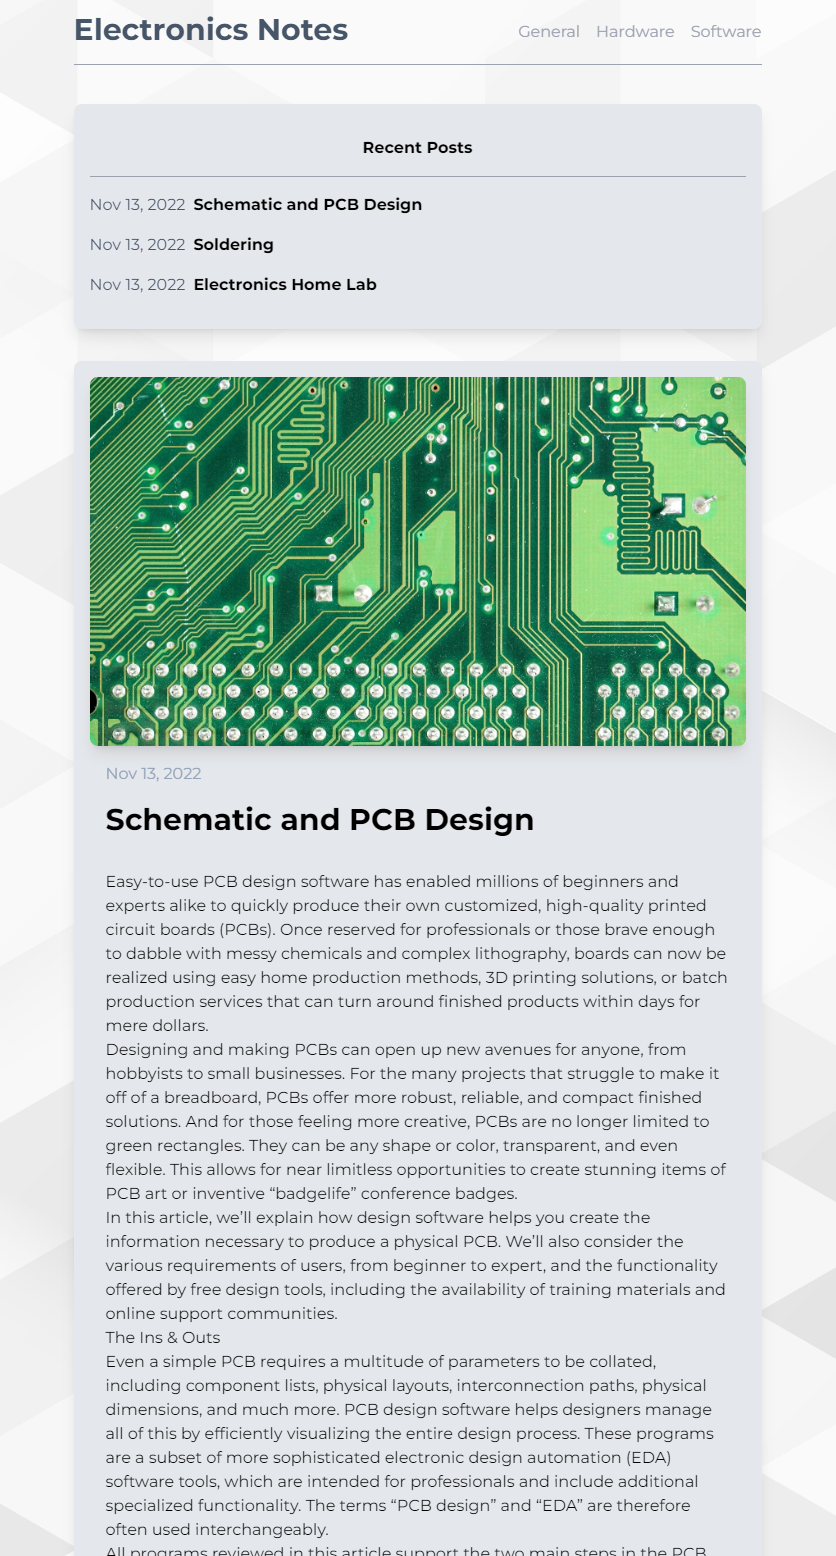 Electronics Notes
General Hardware Software
Recent Posts
Nov 13, 2022 Schematic and PCB Design
Nov 13, 2022 Soldering
Nov 13, 2022 Electronics Home Lab
Nov 13, 2022
Schematic and PCB Design
Easy-to-use PCB design software has enabled millions of beginners and
experts alike to quickly produce their own customized, high-quality printed
circuit boards (PCBs). Once reserved for professionals or those brave enough
to dabble with messy chemicals and complex lithography, boards can now be
realized using easy home production methods, 3D printing solutions, or batch
production services that can turn around finished products within days for
mere dollars.
Designing and making PCBs can open up new avenues for anyone, from
hobbyists to small businesses. For the many projects that struggle to make it
off of a breadboard, PCBs offer more robust, reliable, and compact finished
solutions. And for those feeling more creative, PCBs are no longer limited to
green rectangles. They can be any shape or color, transparent, and even
flexible. This allows for near limitless opportunities to create stunning items of
PCB art or inventive “badgelife” conference badges.
In this article, we’ll explain how design software helps you create the
information necessary to produce a physical PCB. We’ll also consider the
various requirements of users, from beginner to expert, and the functionality
offered by free design tools, including the availability of training materials and
online support communities.
The Ins & Outs
Even a simple PCB requires a multitude of parameters to be collated,
including component lists, physical layouts, interconnection paths, physical
dimensions, and much more. PCB design software helps designers manage
all of this by efficiently visualizing the entire design process. These programs
are a subset of more sophisticated electronic design automation (EDA)
software tools, which are intended for professionals and include additional
specialized functionality. The terms “PCB design” and “EDA” are therefore
often used interchangeably.
All programs reviewed in this article support the two main steps in the PCB